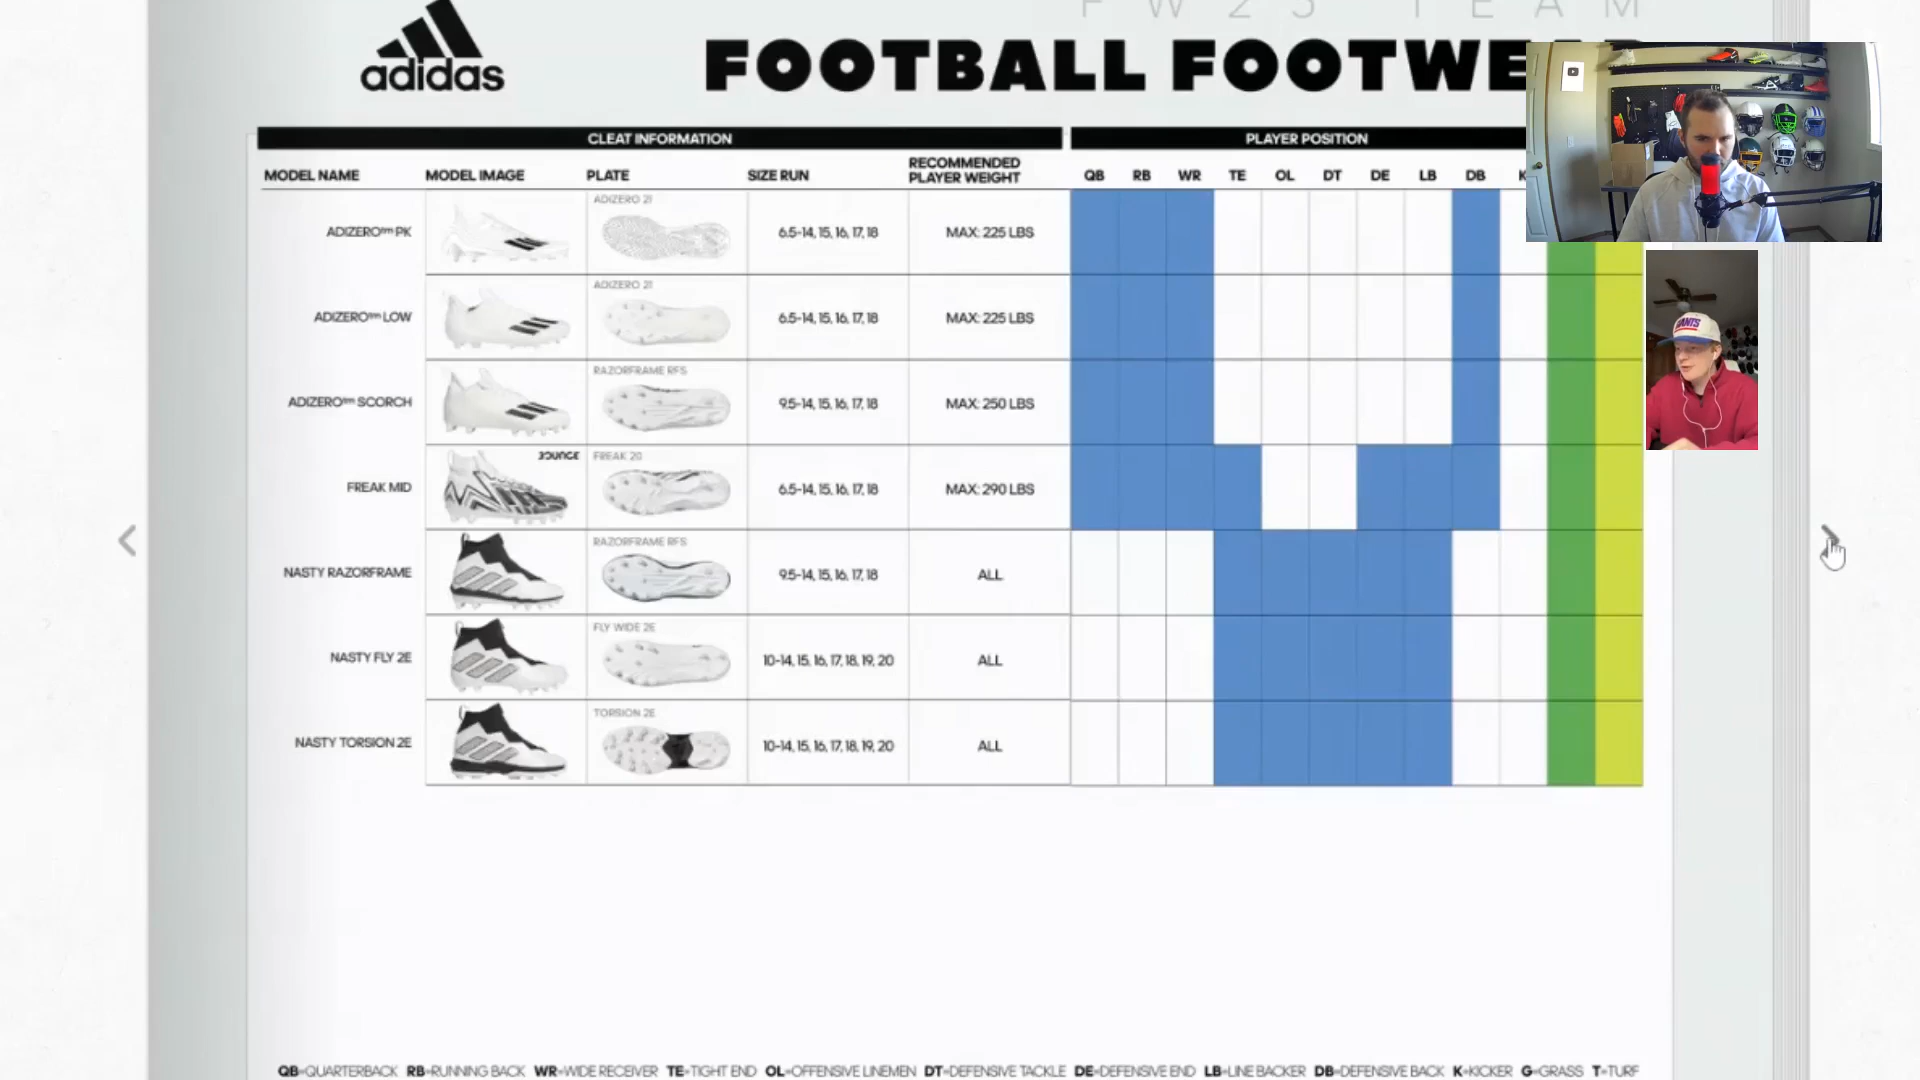 FW23 TEAM
adidas
FOOTBALL FOOTWE
CLEAT INFORMATION PLAYER POSITION
MODEL NAME MODEL IMAGE PLATE SIZE RUN RECOMMENDED PLAYER WEIGHT QB RB WR TE OL DT DE LB DB K
ADIZERO™ PK ADIZERO 21 6.5-14, 15, 16, 17, 18 MAX: 225 LBS
ADIZERO™ LOW ADIZERO 21 6.5-14, 15, 16, 17, 18 MAX: 225 LBS
ADIZERO™ SCORCH RAZORFRAME RFS 9.5-14, 15, 16, 17, 18 MAX: 250 LBS
FREAK MID BOUNCE FREAK 20 6.5-14, 15, 16, 17, 18 MAX: 290 LBS
NASTY RAZORFRAME RAZORFRAME RFS 9.5-14, 15, 16, 17, 18 ALL
NASTY FLY 2E FLY WIDE 2E 10-14, 15, 16, 17, 18, 19, 20 ALL
NASTY TORSION 2E TORSION 2E 10-14, 15, 16, 17, 18, 19, 20 ALL
QB=QUARTERBACK RB=RUNNING BACK WR=WIDE RECEIVER TE=TIGHT END OL=OFFENSIVE LINEMEN DT=DEFENSIVE TACKLE DE=DEFENSIVE END LB=LINE BACKER DB=DEFENSIVE BACK K=KICKER G=GRASS T=TURF
GIANTS